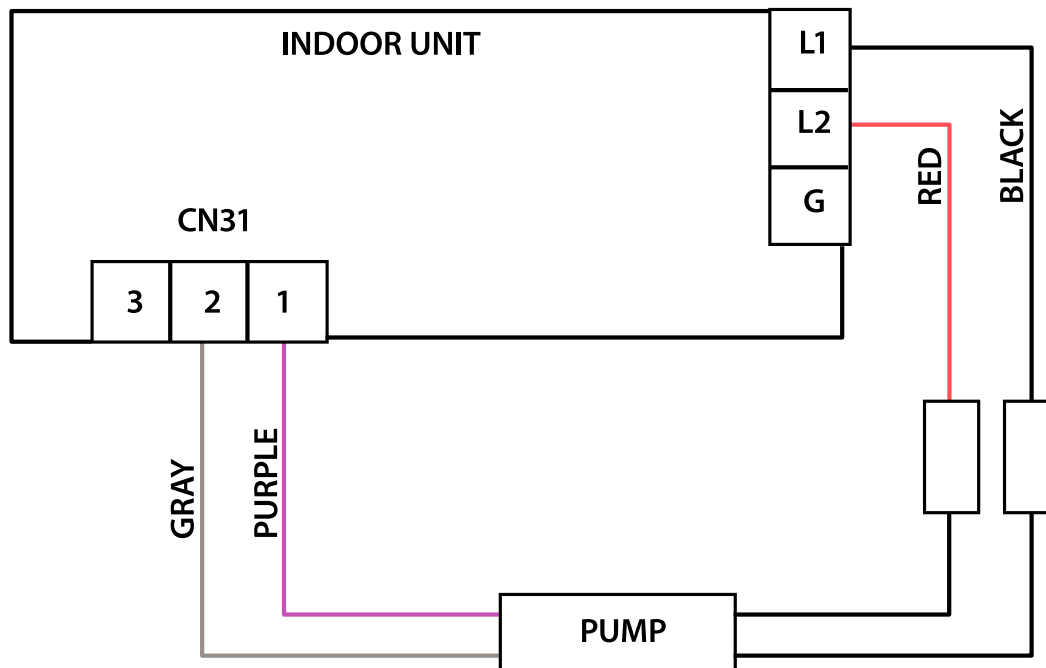 INDOOR UNIT
L1
L2
G
RED
BLACK
CN31
3 2 1
GRAY
PURPLE
PUMP